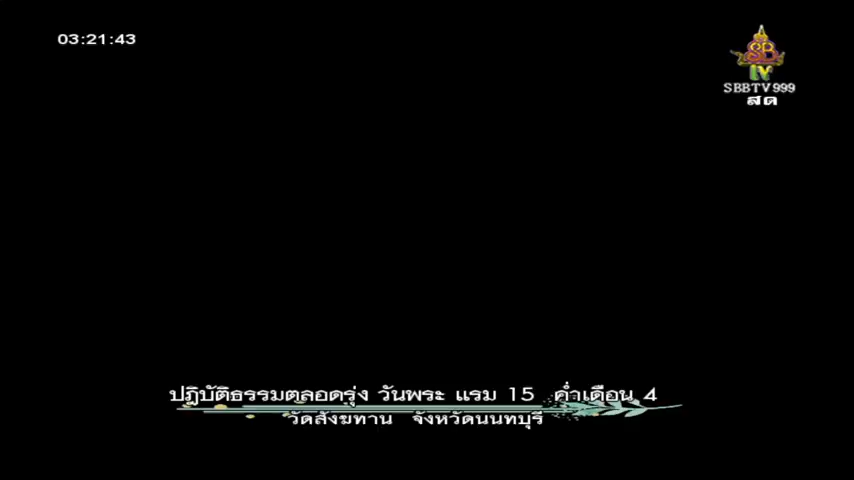 03:21:43
SB
TV
SBBTV999
สด
ปฏิบัติธรรมตลอดรุ่ง วันพระ แรม 15 ค่ำเดือน 4
วัดสังฆทาน จังหวัดนนทบุรี